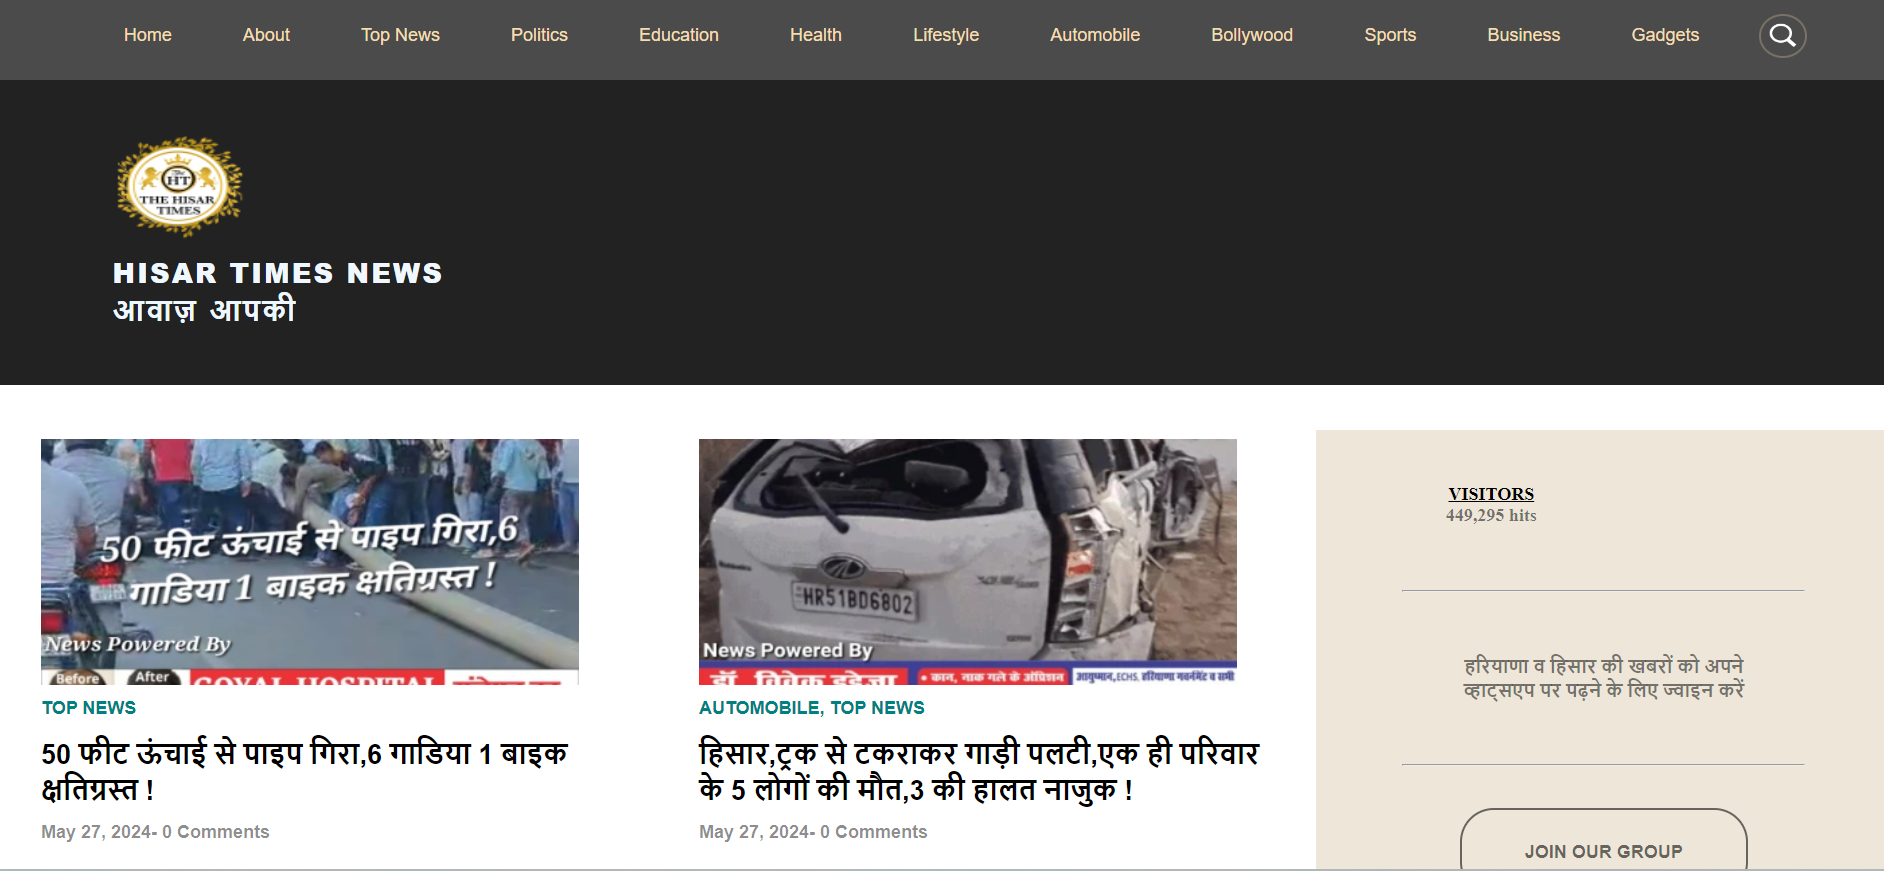 Home About Top News Politics Education Health Lifestyle Automobile Bollywood Sports Business Gadgets
The
HT
THE HISAR
TIMES
HISAR TIMES NEWS
आवाज़ आपकी
50 फीट ऊंचाई से पाइप गिरा,6
गाडिया 1 बाइक क्षतिग्रस्त !
News Powered By
Before After GOYAL HOSPITAL
TOP NEWS
50 फीट ऊंचाई से पाइप गिरा,6 गाडिया 1 बाइक
क्षतिग्रस्त !
May 27, 2024- 0 Comments
HR51BD6802
News Powered By
डॉ. विवेक डुडेजा • कान, नाक गले के ऑप्रेशन आयुष्मान,ECHS, हरियाणा गवर्नमेंट व सभी
AUTOMOBILE, TOP NEWS
हिसार,ट्रक से टकराकर गाड़ी पलटी,एक ही परिवार
के 5 लोगों की मौत,3 की हालत नाजुक !
May 27, 2024- 0 Comments
VISITORS
449,295 hits
हरियाणा व हिसार की खबरों को अपने
व्हाट्सएप पर पढ़ने के लिए ज्वाइन करें
JOIN OUR GROUP